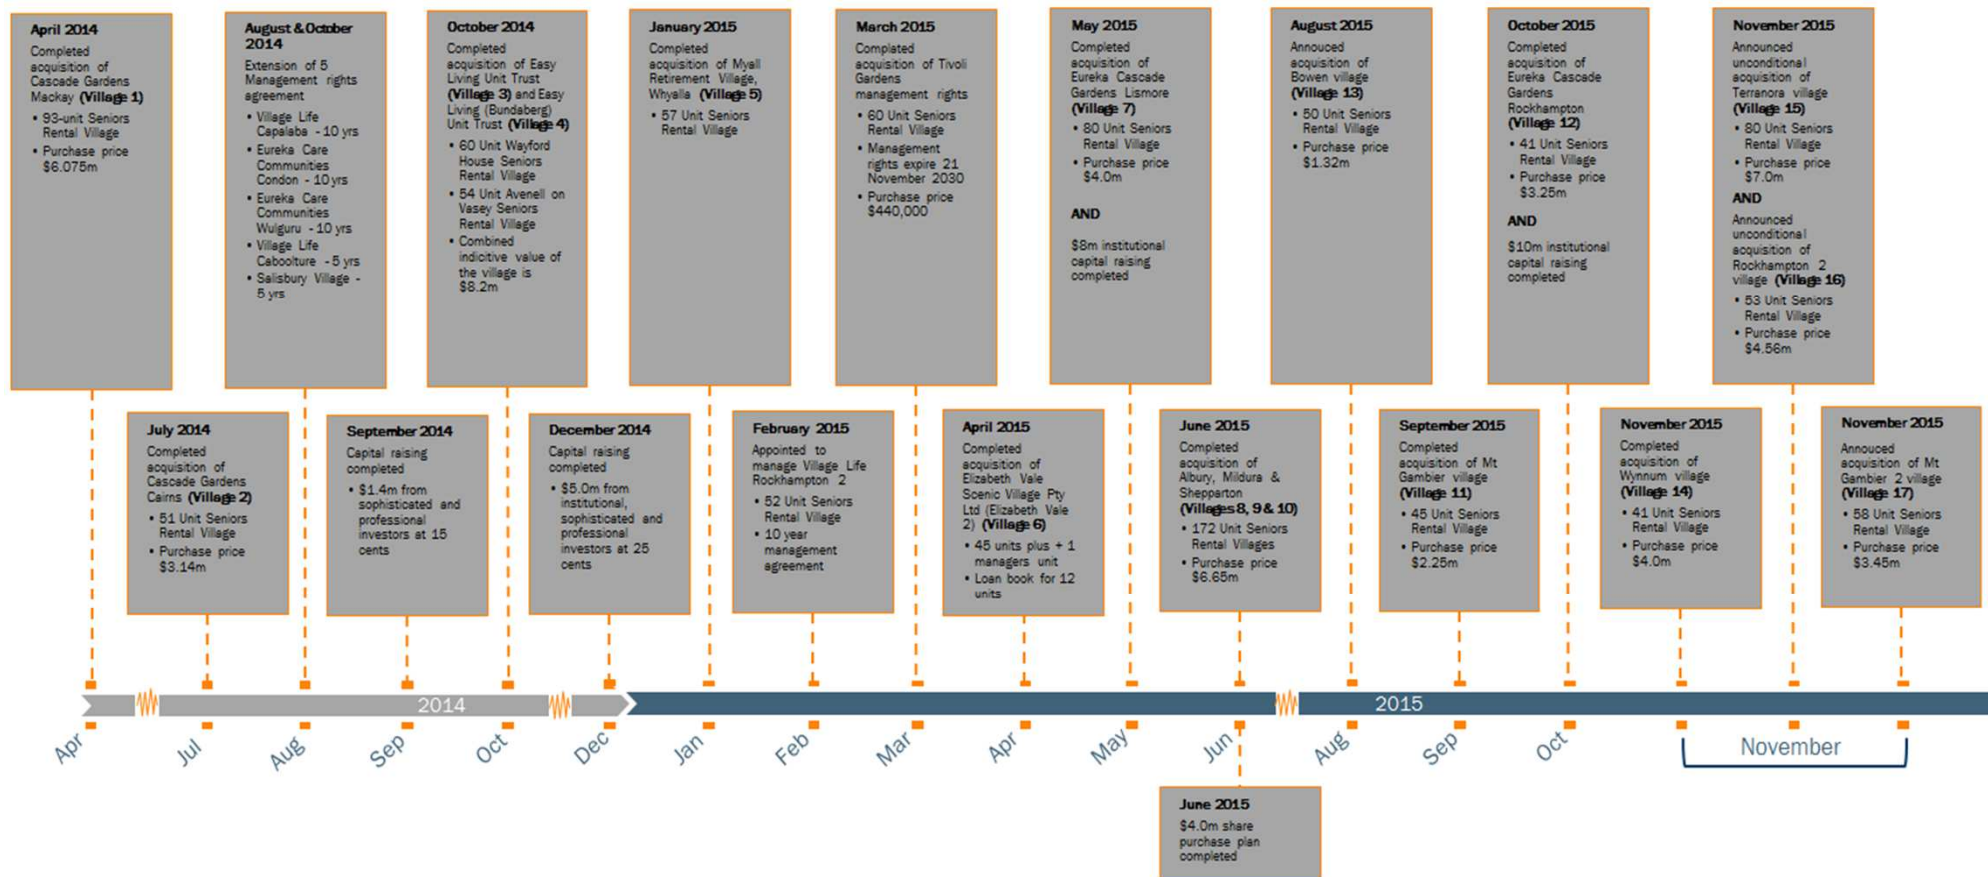 April 2014
Completed
acquisition of
Cascade Gardens
Mackay (Village 1)
• 93-unit Seniors
Rental Village
• Purchase price
$6.075m
August & October
2014
Extension of 5
Management rights
agreement
• Village Life
Capalaba - 10 yrs
• Eureka Care
Communities
Condon - 10 yrs
• Eureka Care
Communities
Wulguru - 10 yrs
• Village Life
Caboolture - 5 yrs
• Salisbury Village -
5 yrs
October 2014
Completed
acquisition of Easy
Living Unit Trust
(Village 3) and Easy
Living (Bundaberg)
Unit Trust (Village 4)
• 60 Unit Wayford
House Seniors
Rental Village
• 54 Unit Avenell on
Vasey Seniors
Rental Village
• Combined
indicitive value of
the village is
$8.2m
January 2015
Completed
acquisition of Myall
Retirement Village,
Whyalla (Village 5)
• 57 Unit Seniors
Rental Village
March 2015
Completed
acquisition of Tivoli
Gardens
management rights
• 60 Unit Seniors
Rental Village
• Management
rights expire 21
November 2030
• Purchase price
$440,000
May 2015
Completed
acquisition of
Eureka Cascade
Gardens Lismore
(Village 7)
• 80 Unit Seniors
Rental Village
• Purchase price
$4.0m
AND
$8m institutional
capital raising
completed
August 2015
Annouced
acquisition of
Bowen village
(Village 13)
• 50 Unit Seniors
Rental Village
• Purchase price
$1.32m
October 2015
Completed
acquisition of
Eureka Cascade
Gardens
Rockhampton
(Village 12)
• 41 Unit Seniors
Rental Village
• Purchase price
$3.25m
AND
$10m institutional
capital raising
completed
November 2015
Announced
unconditional
acquisition of
Terranora village
(Village 15)
• 80 Unit Seniors
Rental Village
• Purchase price
$7.0m
AND
Announced
unconditional
acquisition of
Rockhampton 2
village (Village 16)
• 53 Unit Seniors
Rental Village
• Purchase price
$4.56m
July 2014
Completed
acquisition of
Cascade Gardens
Cairns (Village 2)
• 51 Unit Seniors
Rental Village
• Purchase price
$3.14m
September 2014
Capital raising
completed
• $1.4m from
sophisticated and
professional
investors at 15
cents
December 2014
Capital raising
completed
• $5.0m from
institutional,
sophisticated and
professional
investors at 25
cents
February 2015
Appointed to
manage Village Life
Rockhampton 2
• 52 Unit Seniors
Rental Village
• 10 year
management
agreement
April 2015
Completed
acquisition of
Elizabeth Vale
Scenic Village Pty
Ltd (Elizabeth Vale
2) (Village 6)
• 45 units plus + 1
managers unit
• Loan book for 12
units
June 2015
Completed
acquisition of
Albury, Mildura &
Shepparton
(Villages 8, 9 & 10)
• 172 Unit Seniors
Rental Villages
• Purchase price
$6.65m
September 2015
Completed
acquisition of Mt
Gambier village
(Village 11)
• 45 Unit Seniors
Rental Village
• Purchase price
$2.25m
November 2015
Completed
acquisition of
Wynnum village
(Village 14)
• 41 Unit Seniors
Rental Village
• Purchase price
$4.0m
November 2015
Annouced
acquisition of Mt
Gambier 2 village
(Village 17)
• 58 Unit Seniors
Rental Village
• Purchase price
$3.45m
2014
2015
Apr
Jul
Aug
Sep
Oct
Dec
Jan
Feb
Mar
Apr
May
Jun
Aug
Sep
Oct
November
June 2015
$4.0m share
purchase plan
completed